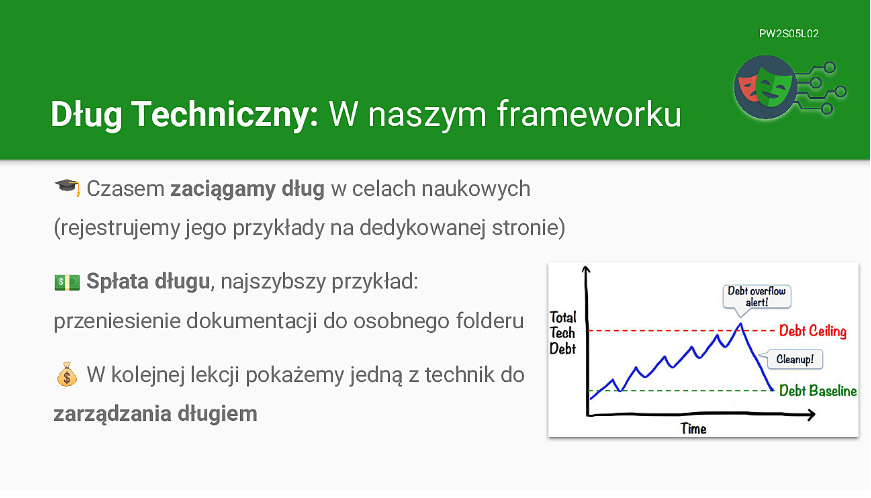 PW2S05L02
Dług Techniczny: W naszym frameworku
🎓 Czasem zaciągamy dług w celach naukowych
(rejestrujemy jego przykłady na dedykowanej stronie)
💵 Spłata długu, najszybszy przykład:
przeniesienie dokumentacji do osobnego folderu
💰 W kolejnej lekcji pokażemy jedną z technik do
zarządzania długiem
Debt overflow
alert!
Total
Tech
Debt
Debt Ceiling
Cleanup!
Debt Baseline
Time